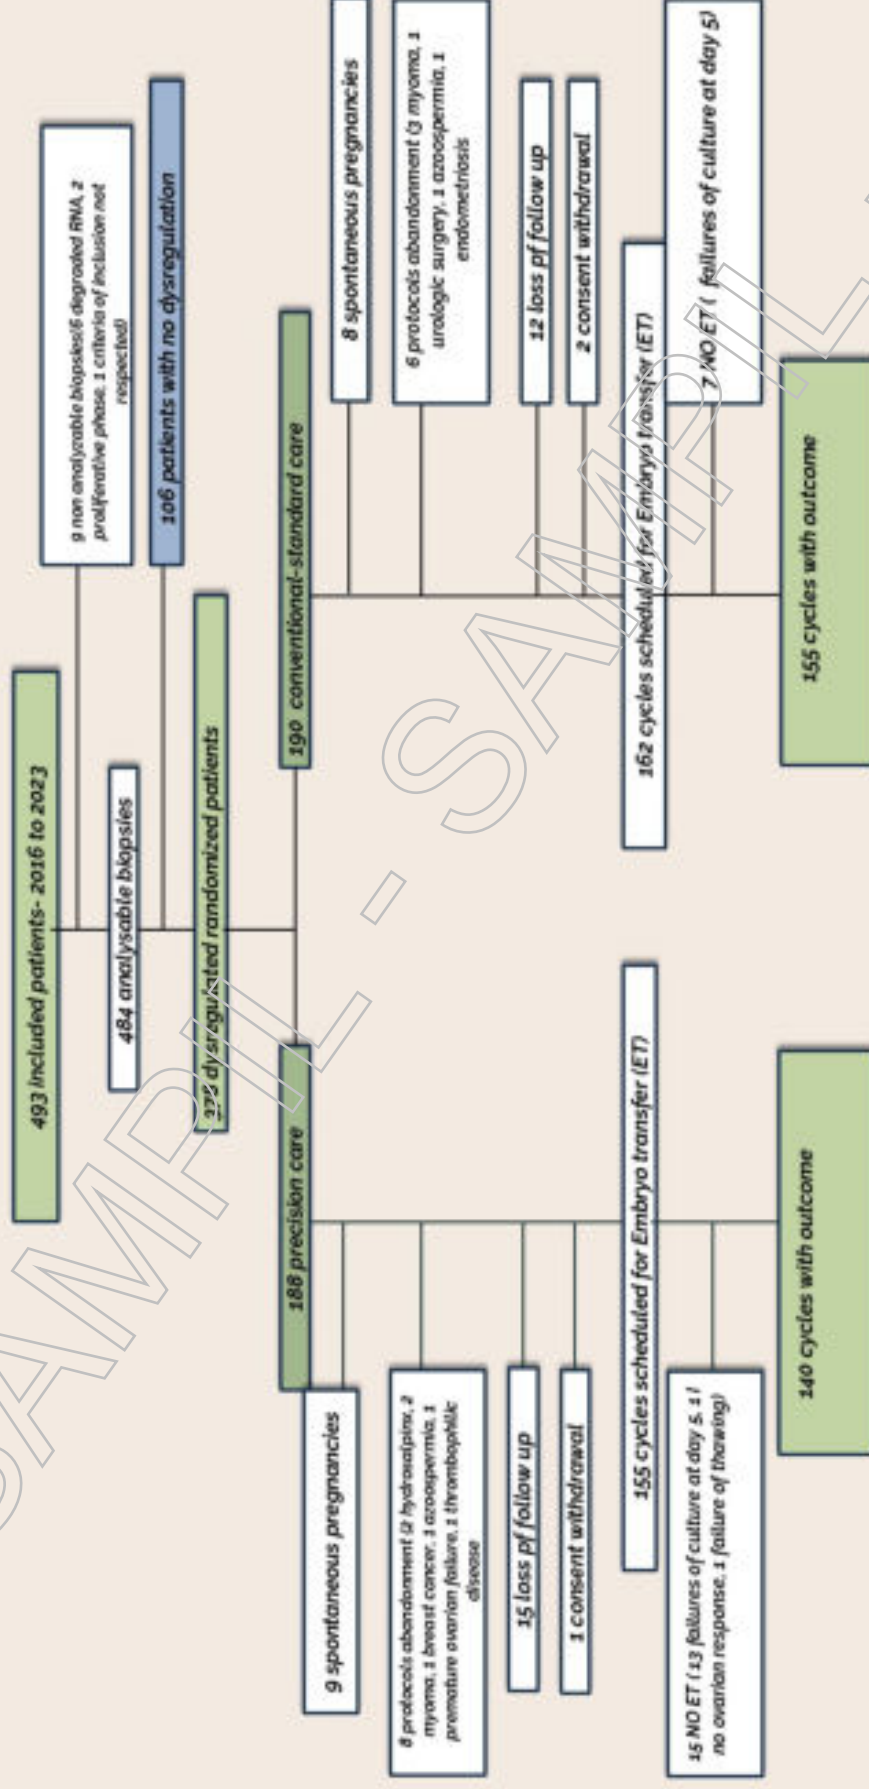 493 included patients- 2016 to 2023
9 non analyzable biopsies(6 degraded RNA, 2
proliferative phase, 1 criteria of inclusion not
respected)
484 analysable biopsies
106 patients with no dysregulation
dysregulated randomized patients
188 precision care
190 conventional-standard care
9 spontaneous pregnancies
8 protocols abandonment (2 hydrosalpinx, 2
myoma, 1 breast cancer, 1 azoospermia, 1
premature ovarian failure, 1 thrombophilic
disease
15 loss pf follow up
1 consent withdrawal
155 cycles scheduled for Embryo transfer (ET)
15 NO ET ( 13 failures of culture at day 5, 1 /
no ovarian response, 1 failure of thawing)
140 cycles with outcome
8 spontaneous pregnancies
6 protocols abandonment (3 myoma, 1
urologic surgery, 1 azoospermia, 1
endometriosis
12 loss pf follow up
2 consent withdrawal
162 cycles scheduled for Embryo transfer (ET)
7 NO ET ( failures of culture at day 5)
155 cycles with outcome
SAMPIL - SAMPIL